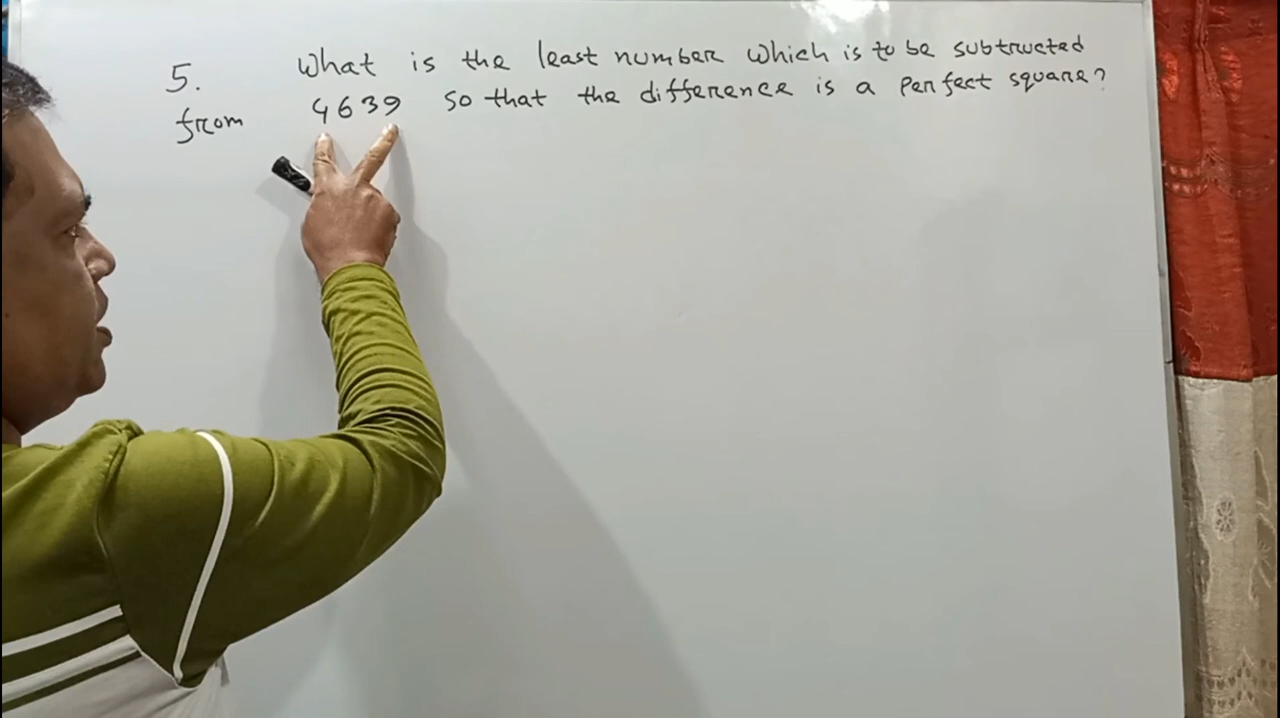 5. What is the least number which is to be subtructed
from 4639 so that the difference is a perfect square?